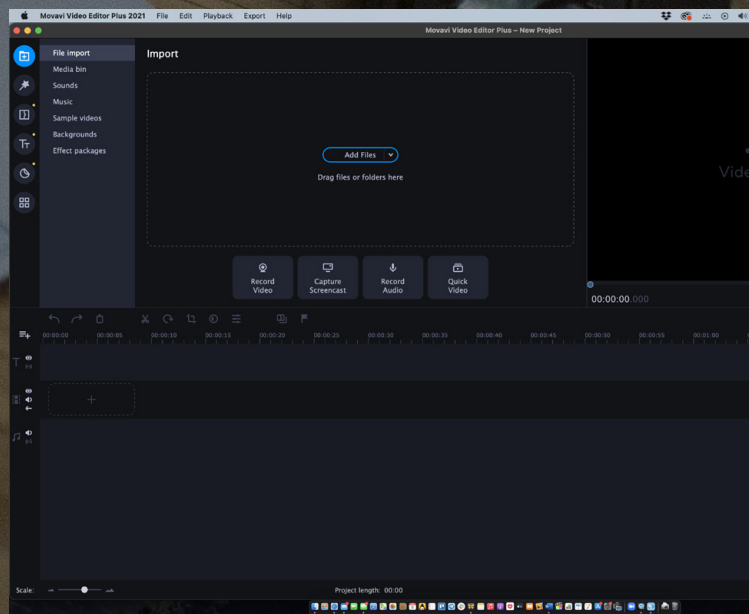 Movavi Video Editor Plus 2021 File Edit Playback Export Help
Movavi Video Editor Plus – New Project
File import
Media bin
Sounds
Music
Sample videos
Backgrounds
Effect packages
Import
Add Files
Drag files or folders here
Record
Video
Capture
Screencast
Record
Audio
Quick
Video
Vide
00:00:00.000
00:00:00 00:00:05 00:00:10 00:00:15 00:00:20 00:00:25 00:00:30 00:00:35 00:00:40 00:00:45 00:00:50 00:00:55 00:01:00
Scale:
Project length: 00:00